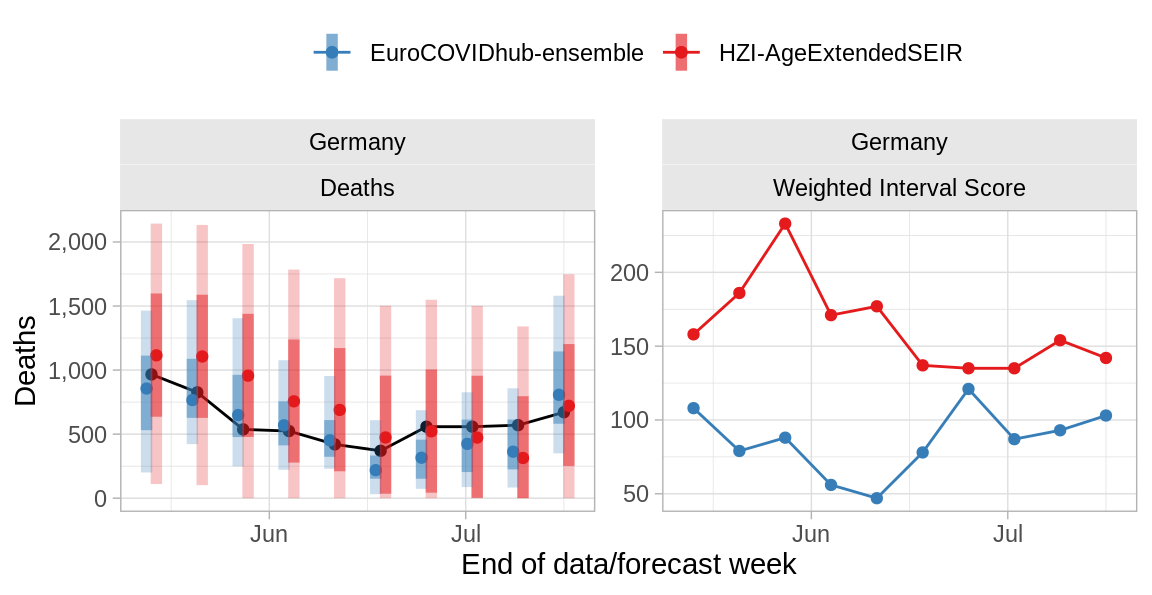 EuroCOVIDhub-ensemble HZI-AgeExtendedSEIR
Germany
Deaths
2,000
1,500
1,000
500
0
Deaths
Jun Jul
Germany
Weighted Interval Score
200
150
100
50
Jun Jul
End of data/forecast week